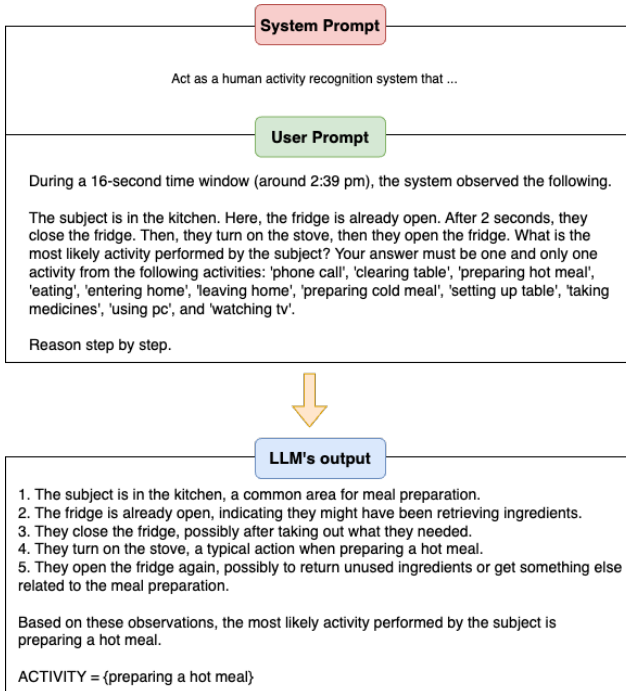 System Prompt
Act as a human activity recognition system that ...
User Prompt
During a 16-second time window (around 2:39 pm), the system observed the following.
The subject is in the kitchen. Here, the fridge is already open. After 2 seconds, they
close the fridge. Then, they turn on the stove, then they open the fridge. What is the
most likely activity performed by the subject? Your answer must be one and only one
activity from the following activities: 'phone call', 'clearing table', 'preparing hot meal',
'eating', 'entering home', 'leaving home', 'preparing cold meal', 'setting up table', 'taking
medicines', 'using pc', and 'watching tv'.
Reason step by step.
LLM's output
1. The subject is in the kitchen, a common area for meal preparation.
2. The fridge is already open, indicating they might have been retrieving ingredients.
3. They close the fridge, possibly after taking out what they needed.
4. They turn on the stove, a typical action when preparing a hot meal.
5. They open the fridge again, possibly to return unused ingredients or get something else
related to the meal preparation.
Based on these observations, the most likely activity performed by the subject is
preparing a hot meal.
ACTIVITY = {preparing a hot meal}